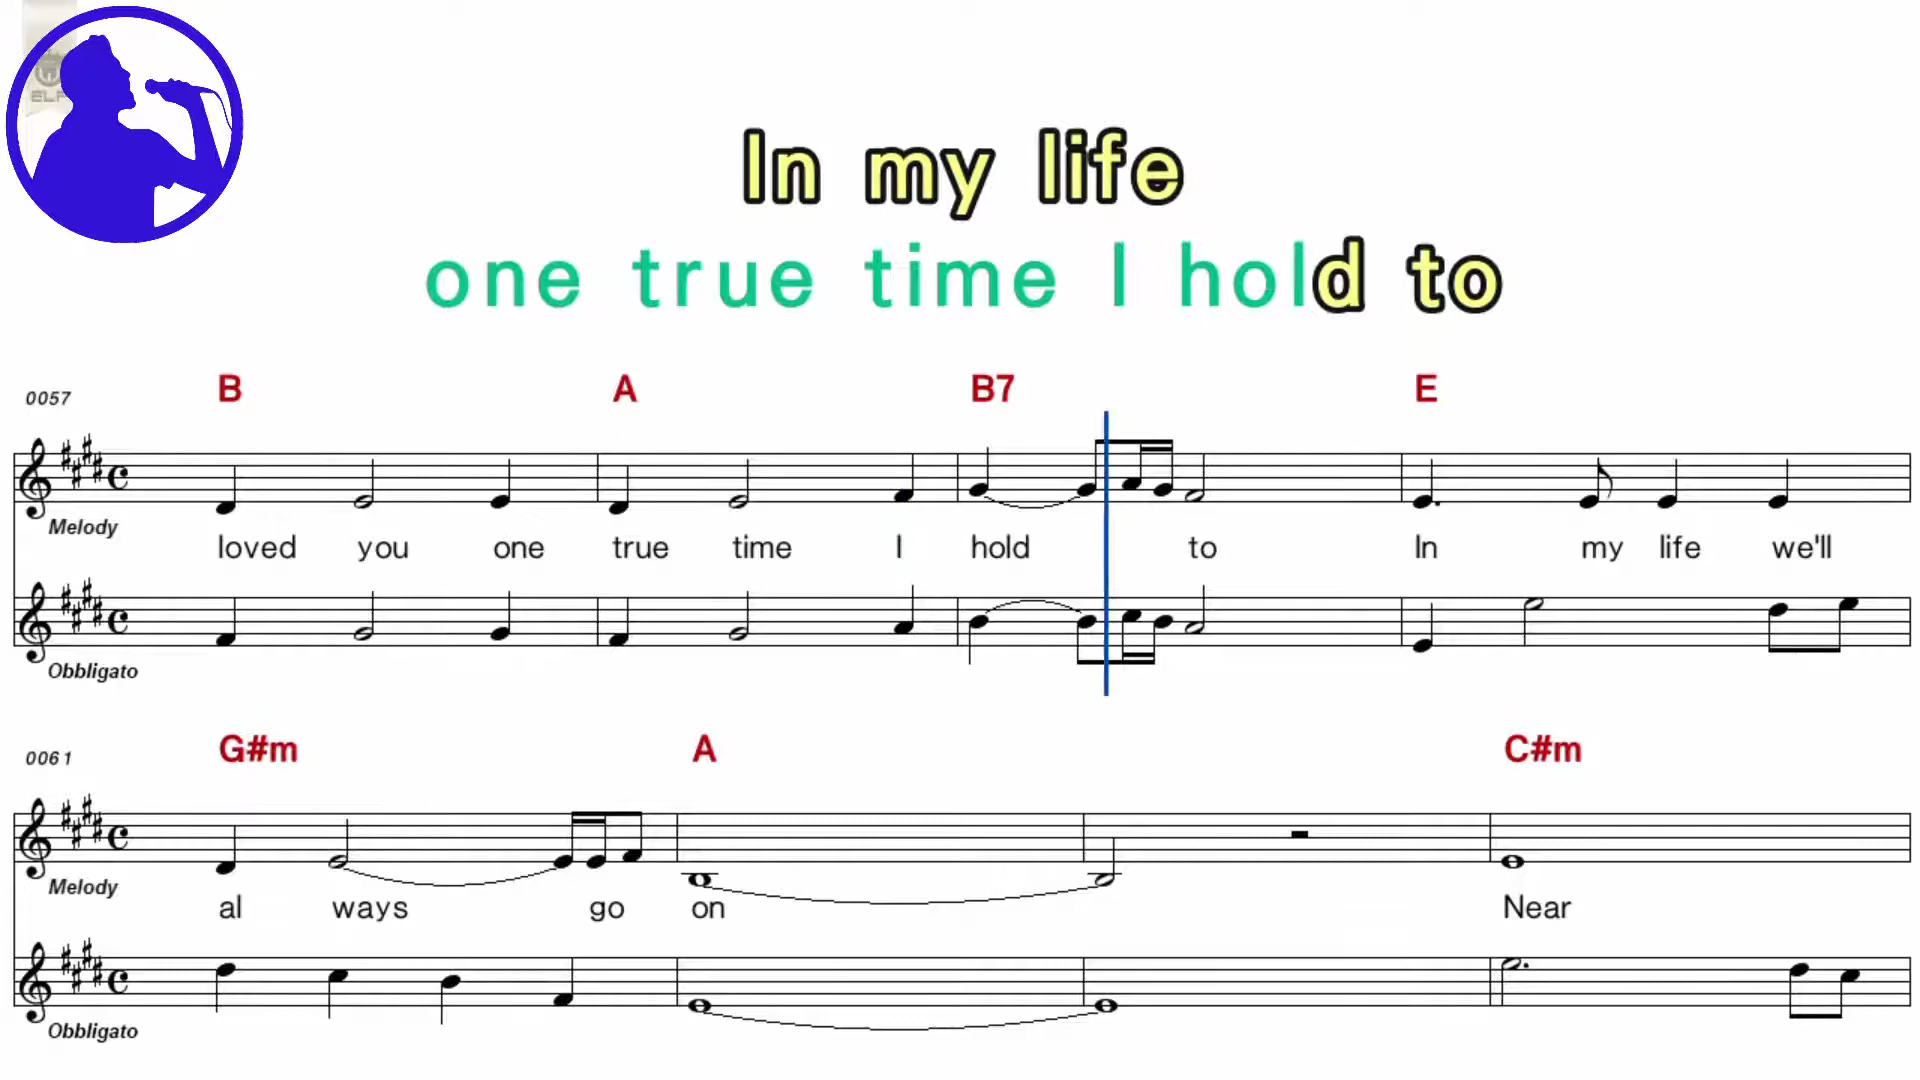 ELF
In my life
one true time I hold to
0057 B A B7 E
Melody
loved you one true time I hold to In my life we'll
Obbligato
0061 G#m A C#m
Melody
al ways go on Near
Obbligato